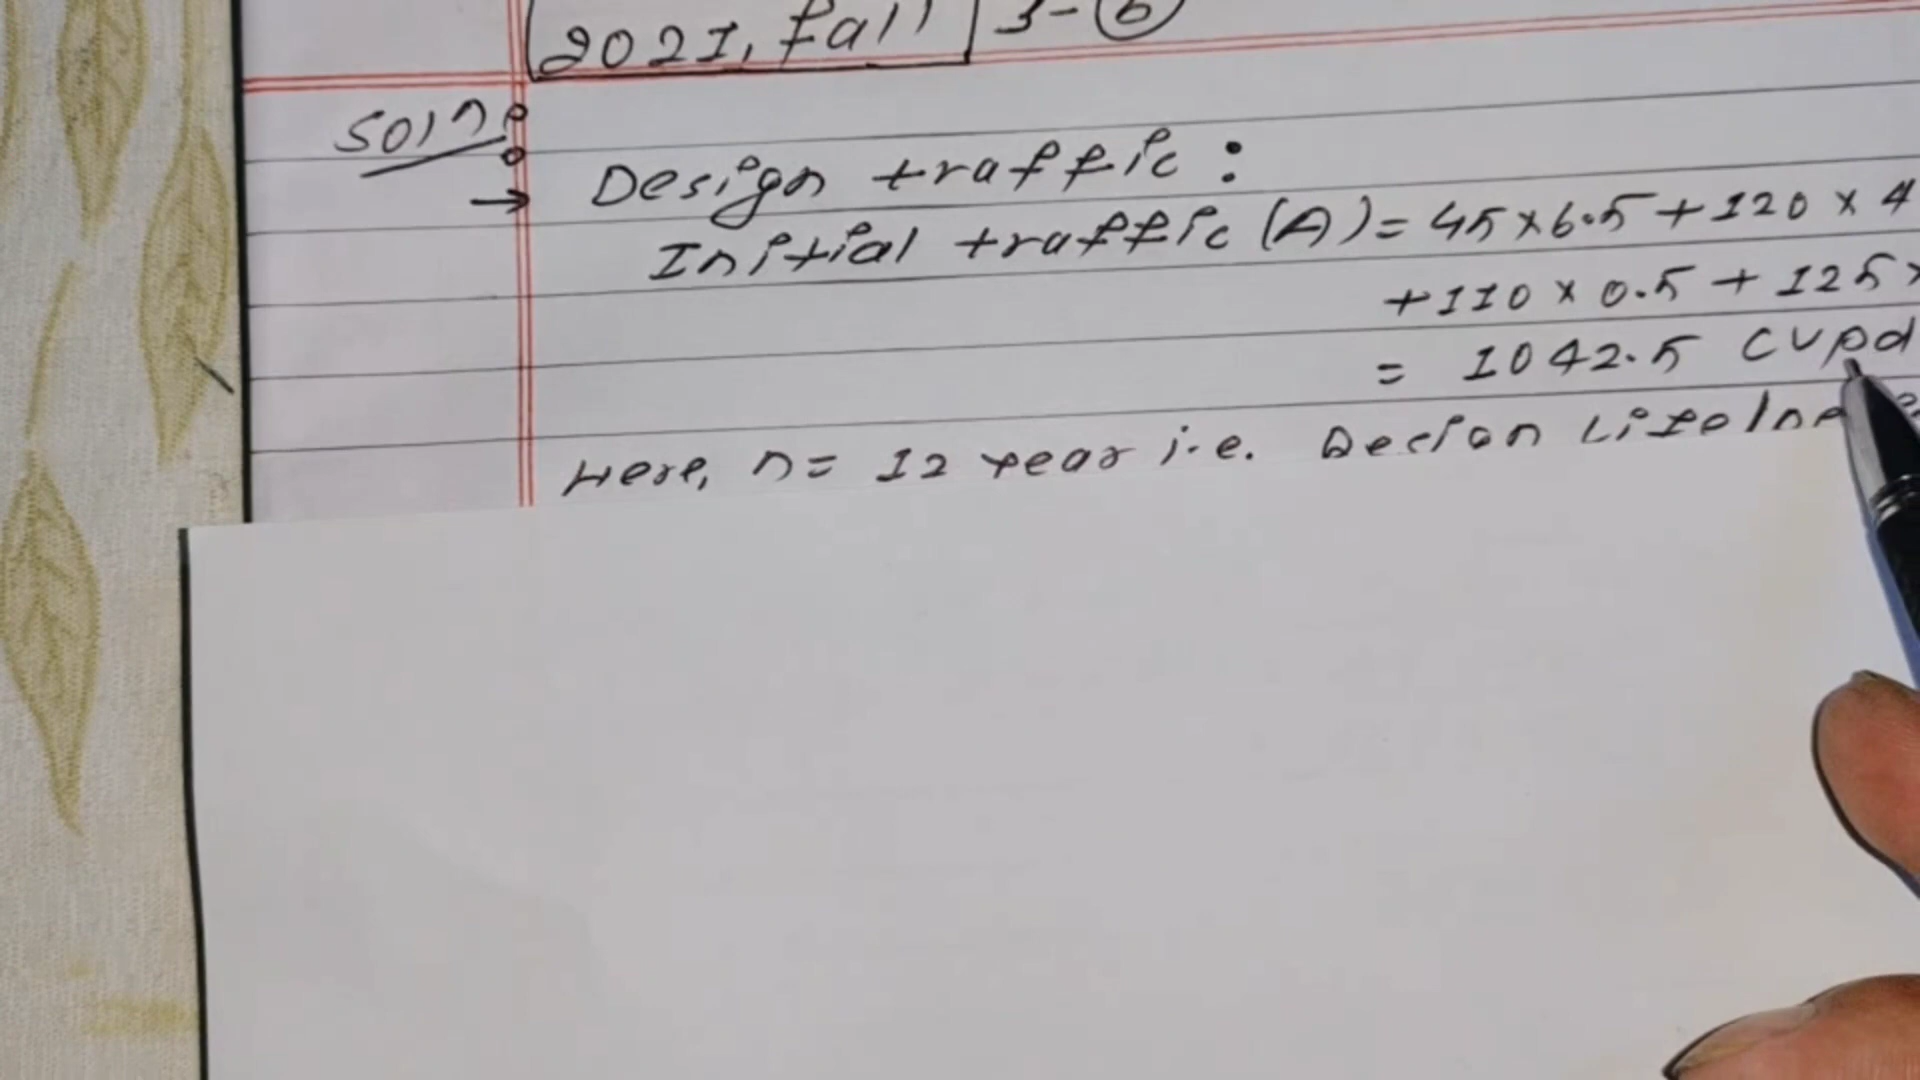 2021, fall 3-(b)
Soln:
→ Design traffic:
Initial traffic (A) = 45 × 6.5 + 120 × 4
+ 110 × 0.5 + 125 ×
= 1042.5 CVpd
Here, n = 12 year i.e. Design